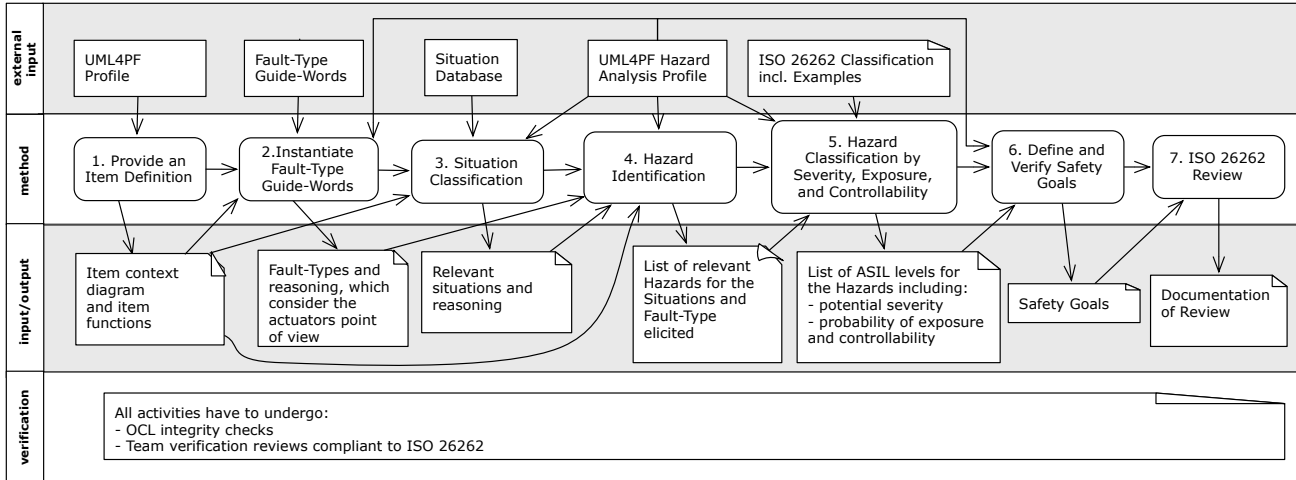 external
input
UML4PF
Profile
Fault-Type
Guide-Words
Situation
Database
UML4PF Hazard
Analysis Profile
ISO 26262 Classification
incl. Examples
method
1. Provide an
Item Definition
2.Instantiate
Fault-Type
Guide-Words
3. Situation
Classification
4. Hazard
Identification
5. Hazard
Classification by
Severity, Exposure,
and Controllability
6. Define and
Verify Safety
Goals
7. ISO 26262
Review
input/output
Item context
diagram
and item
functions
Fault-Types and
reasoning, which
consider the
actuators point
of view
Relevant
situations and
reasoning
List of relevant
Hazards for the
Situations and
Fault-Type
elicited
List of ASIL levels for
the Hazards including:
- potential severity
- probability of exposure
and controllability
Safety Goals
Documentation
of Review
verification
All activities have to undergo:
- OCL integrity checks
- Team verification reviews compliant to ISO 26262